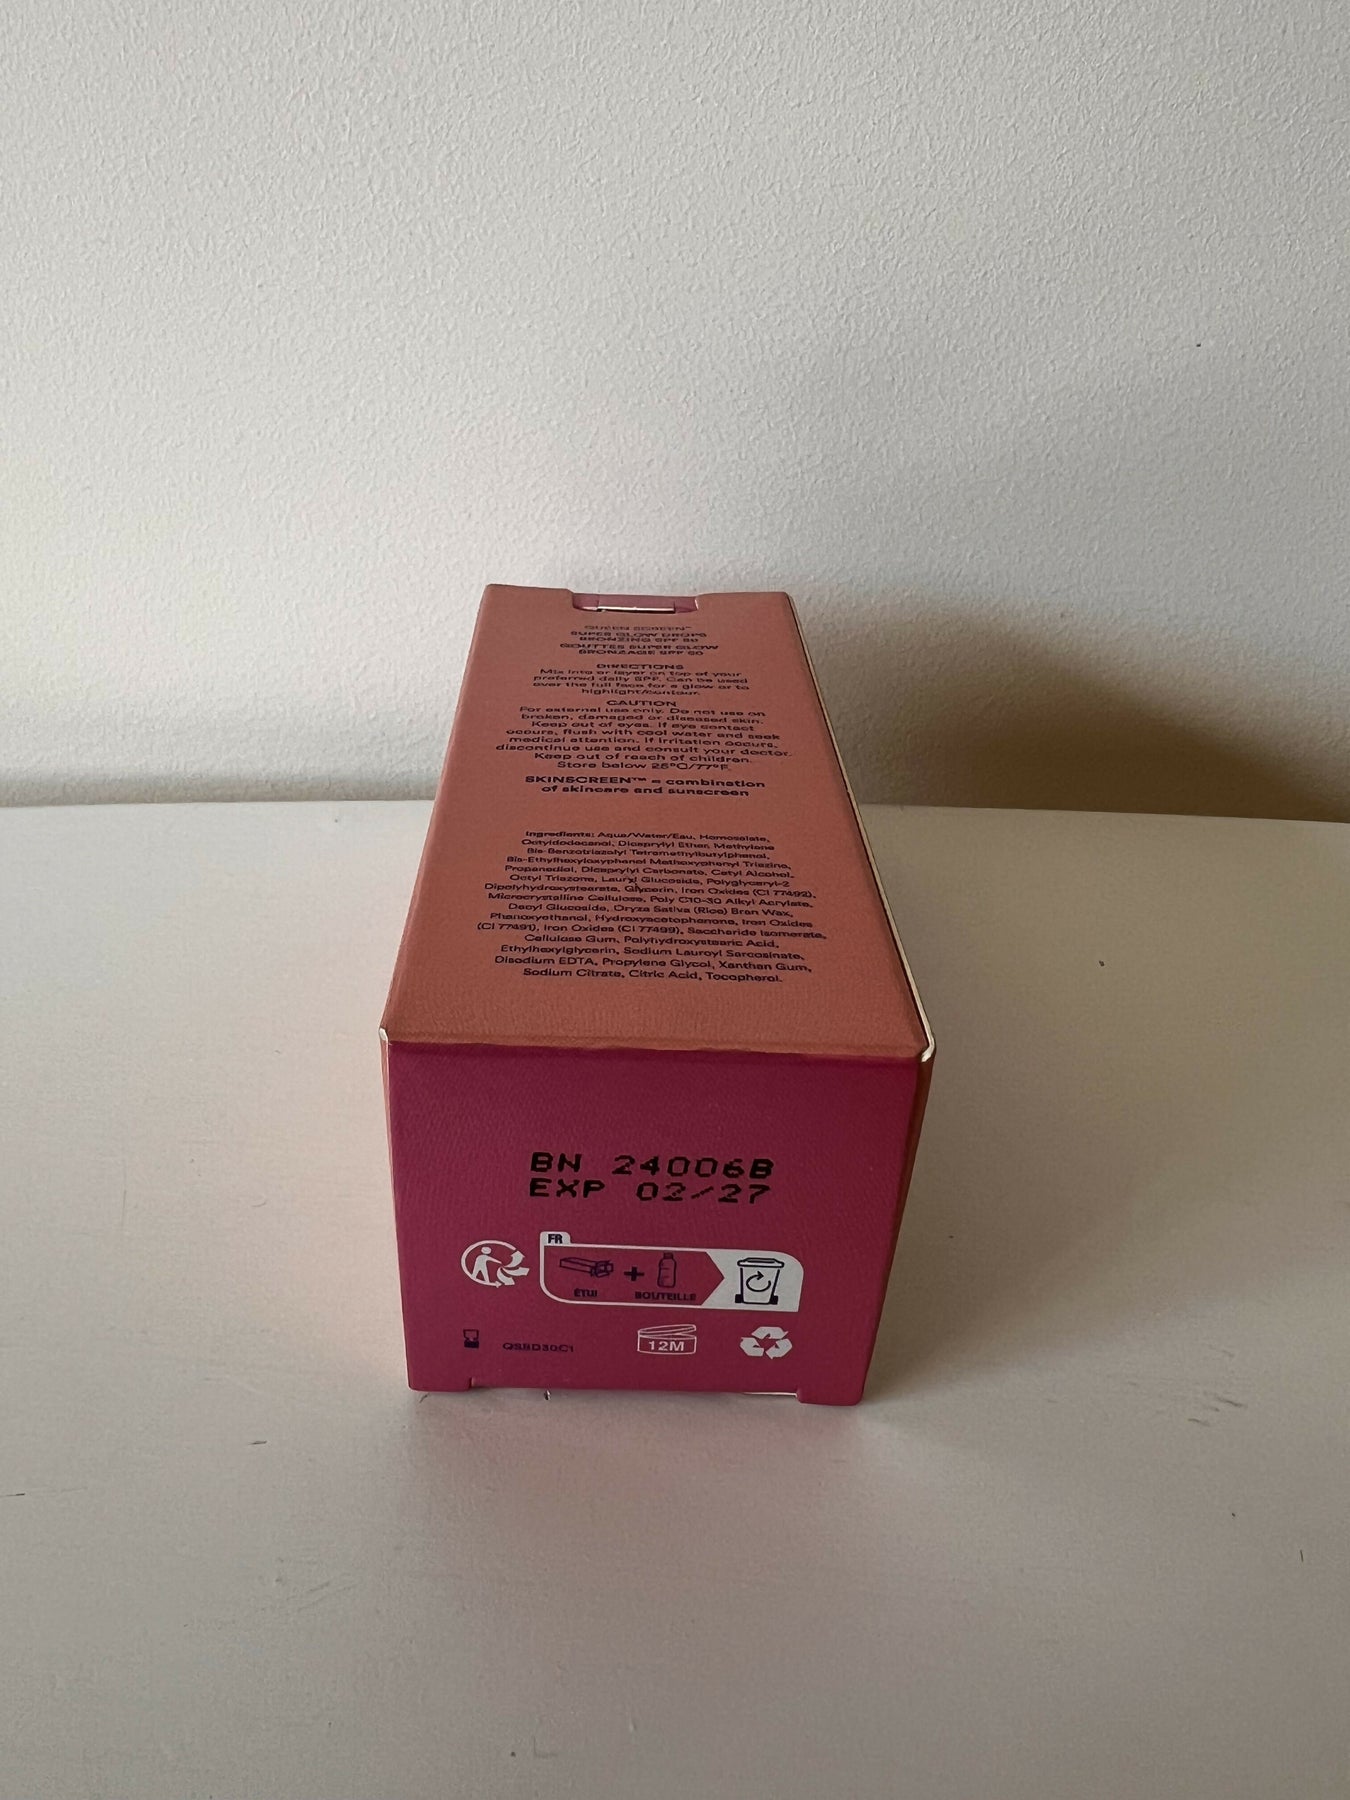 QUEEN SCREEN™
SUPER GLOW DROPS
BRONZING SPF 50
GOUTTES SUPER GLOW
BRONZAGE SPF 50
DIRECTIONS
Mix into or layer on top of your
preferred daily SPF. Can be used
over the full face for a glow or to
highlight/contour.
CAUTION
For external use only. Do not use on
broken, damaged or diseased skin.
Keep out of eyes. If eye contact
occurs, flush with cool water and seek
medical attention. If irritation occurs,
discontinue use and consult your doctor.
Keep out of reach of children.
Store below 25°C/77°F.
SKINSCREEN™ = combination
of skincare and sunscreen
Ingredients: Aqua/Water/Eau, Homosalate,
Octyldodecanol, Dicaprylyl Ether, Methylene
Bis-Benzotriazolyl Tetramethylbutylphenol,
Bis-Ethylhexyloxyphenol Methoxyphenyl Triazine,
Propanediol, Dicaprylyl Carbonate, Cetyl Alcohol,
Octyl Triazone, Lauryl Glucoside, Polyglyceryl-2
Dipolyhydroxystearate, Glycerin, Iron Oxides (CI 77492),
Microcrystalline Cellulose, Poly C10-30 Alkyl Acrylate,
Decyl Glucoside, Oryza Sativa (Rice) Bran Wax,
Phenoxyethanol, Hydroxyacetophenone, Iron Oxides
(CI 77491), Iron Oxides (CI 77499), Saccharide Isomerate,
Cellulose Gum, Polyhydroxystearic Acid,
Ethylhexylglycerin, Sodium Lauroyl Sarcosinate,
Disodium EDTA, Propylene Glycol, Xanthan Gum,
Sodium Citrate, Citric Acid, Tocopherol.
BN 24006B
EXP 02/27
FR
ÉTUI + BOUTEILLE
QSBD30C1
12M